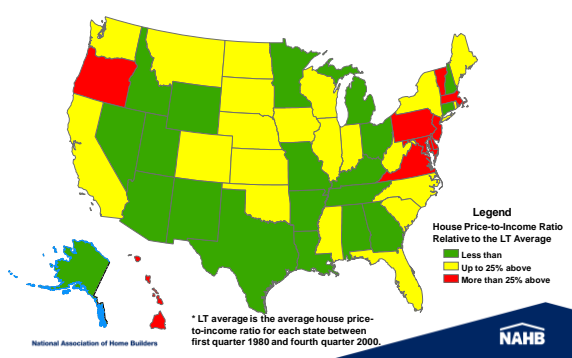 Legend
House Price-to-Income Ratio
Relative to the LT Average
Less than
Up to 25% above
More than 25% above
* LT average is the average house price-
to-income ratio for each state between
first quarter 1980 and fourth quarter 2000.
National Association of Home Builders
NAHB